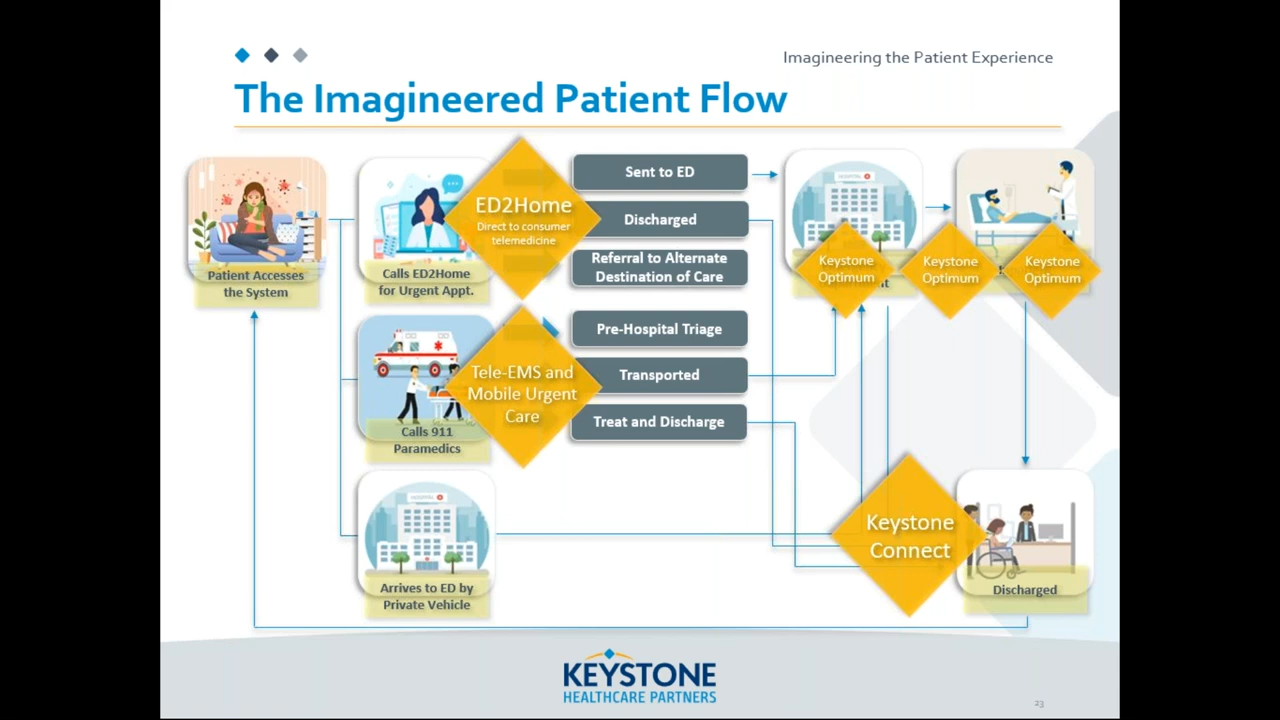 Imagineering the Patient Experience
The Imagineered Patient Flow
Patient Accesses
the System
Calls ED2Home
for Urgent Appt.
ED2Home
Direct to consumer
telemedicine
Sent to ED
Discharged
Referral to Alternate
Destination of Care
Keystone
Optimum
Keystone
Optimum
Keystone
Optimum
Calls 911
Paramedics
Tele-EMS and
Mobile Urgent
Care
Pre-Hospital Triage
Transported
Treat and Discharge
Arrives to ED by
Private Vehicle
Keystone
Connect
Discharged
KEYSTONE
HEALTHCARE PARTNERS
23